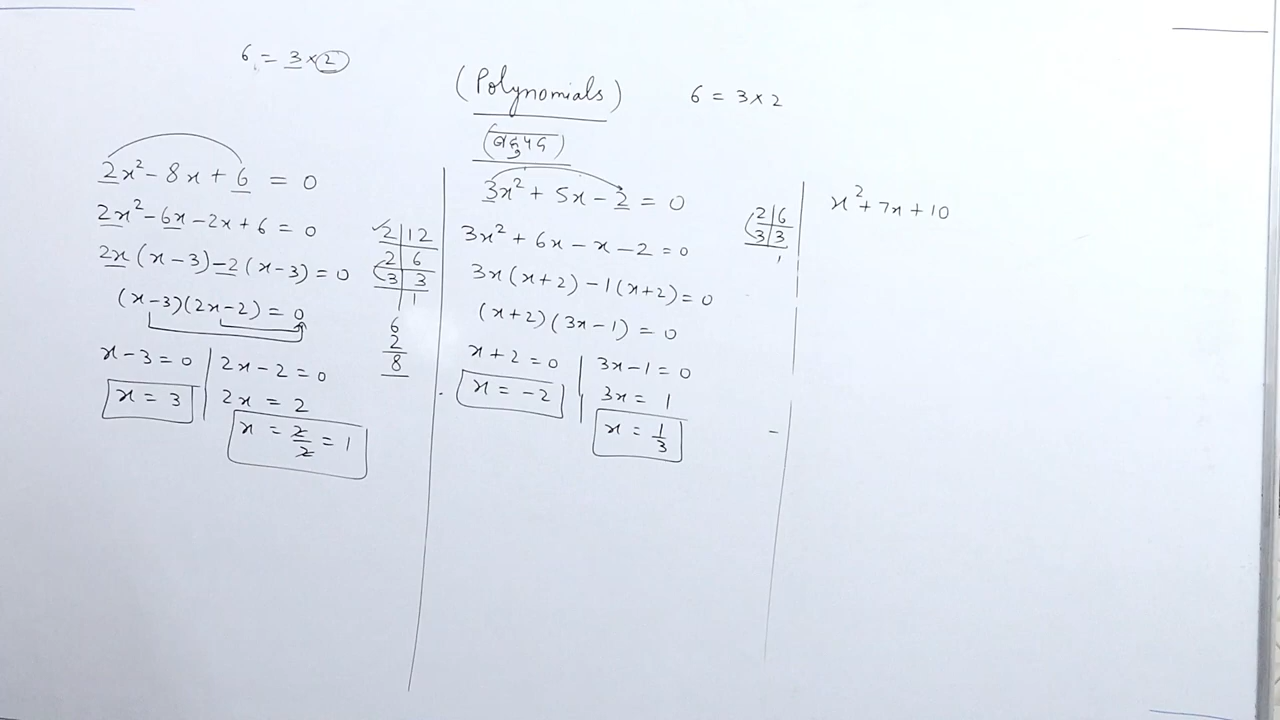 6 = 3×2
(Polynomials)
6 = 3×2
(बहुपद)
2x² - 8x + 6 = 0
2x² - 6x - 2x + 6 = 0
2x (x - 3) - 2 (x - 3) = 0
(x - 3)(2x - 2) = 0
x - 3 = 0
x = 3
2x - 2 = 0
2x = 2
x = 2/2 = 1
2 | 12
2 | 6
3 | 3
| 1
6
2
8
3x² + 5x - 2 = 0
3x² + 6x - x - 2 = 0
3x (x + 2) - 1 (x + 2) = 0
(x + 2)(3x - 1) = 0
x + 2 = 0
x = -2
3x - 1 = 0
3x = 1
x = 1/3
2 | 6
3 | 3
1
x² + 7x + 10